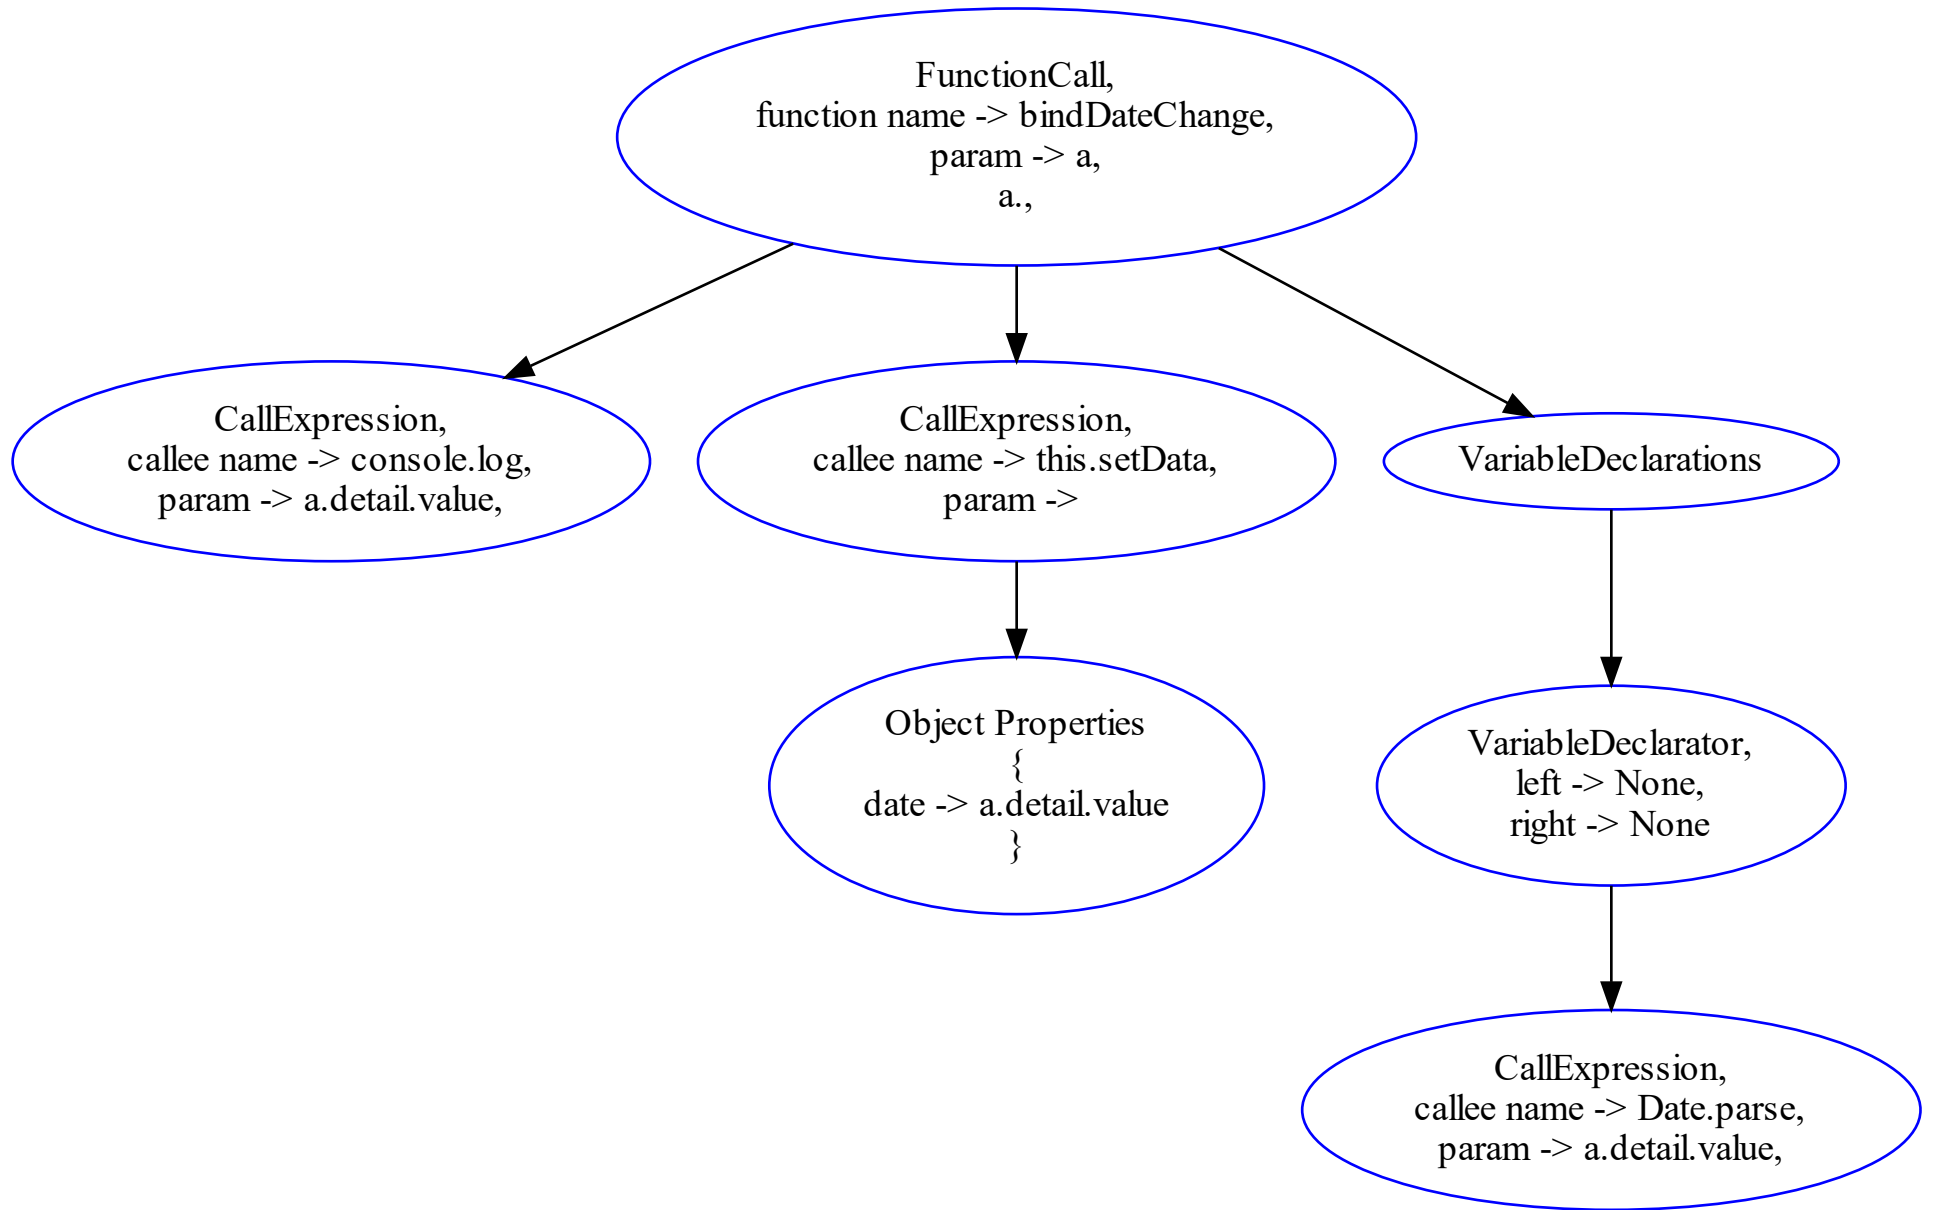 FunctionCall,
function name -> bindDateChange,
param -> a,
a.,
CallExpression,
callee name -> console.log,
param -> a.detail.value,
CallExpression,
callee name -> this.setData,
param ->
VariableDeclarations
Object Properties
{
date -> a.detail.value
}
VariableDeclarator,
left -> None,
right -> None
CallExpression,
callee name -> Date.parse,
param -> a.detail.value,